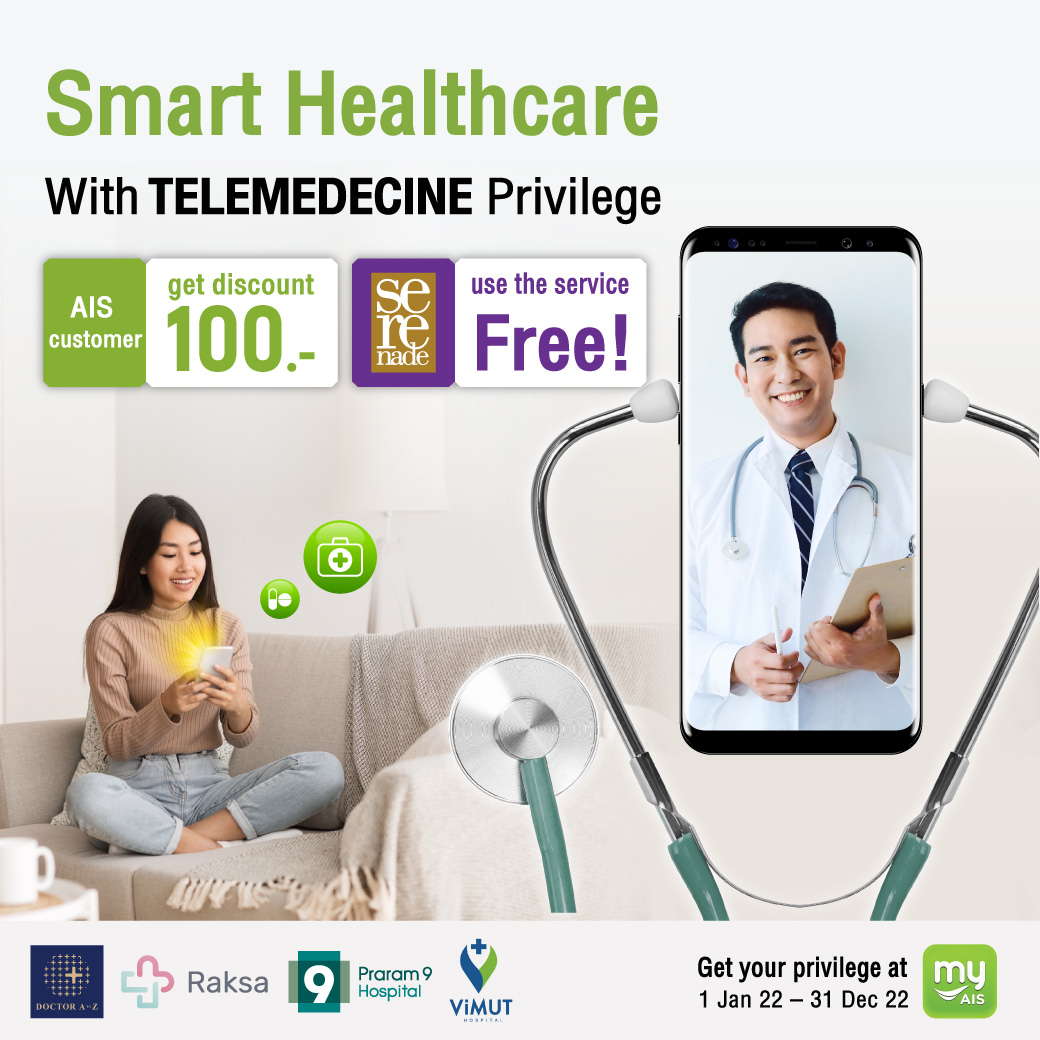 Smart Healthcare
With TELEMEDECINE Privilege
AIS
customer
get discount
100.-
se
re
nade
use the service
Free!
DOCTOR A TO Z
Raksa
9
Praram 9
Hospital
ViMUT
HOSPITAL
Get your privilege at
1 Jan 22 – 31 Dec 22
my
AIS